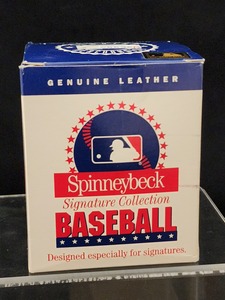 GENUINE LEATHER
Spinneybeck
Signature Collection
BASEBALL
Designed especially for signatures.